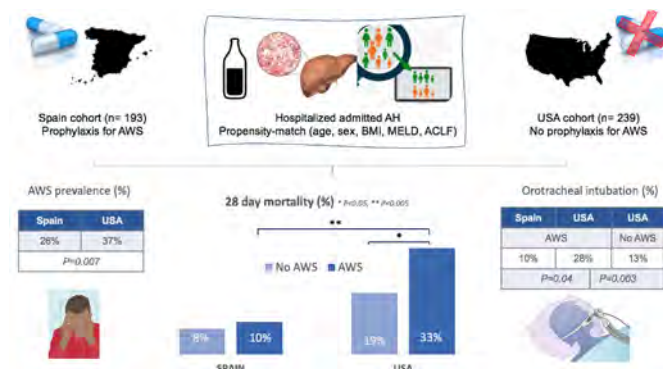 Spain cohort (n= 193)
Prophylaxis for AWS
Hospitalized admitted AH
Propensity-match (age, sex, BMI, MELD, ACLF)
USA cohort (n= 239)
No prophylaxis for AWS
AWS prevalence (%)
Spain USA
26% 37%
P=0.007
28 day mortality (%) * P<0.05, ** P<0.005
**
*
No AWS AWS
8% 10% 19% 33%
SPAIN USA
Orotracheal intubation (%)
Spain USA USA
AWS No AWS
10% 28% 13%
P=0.04 P=0.003